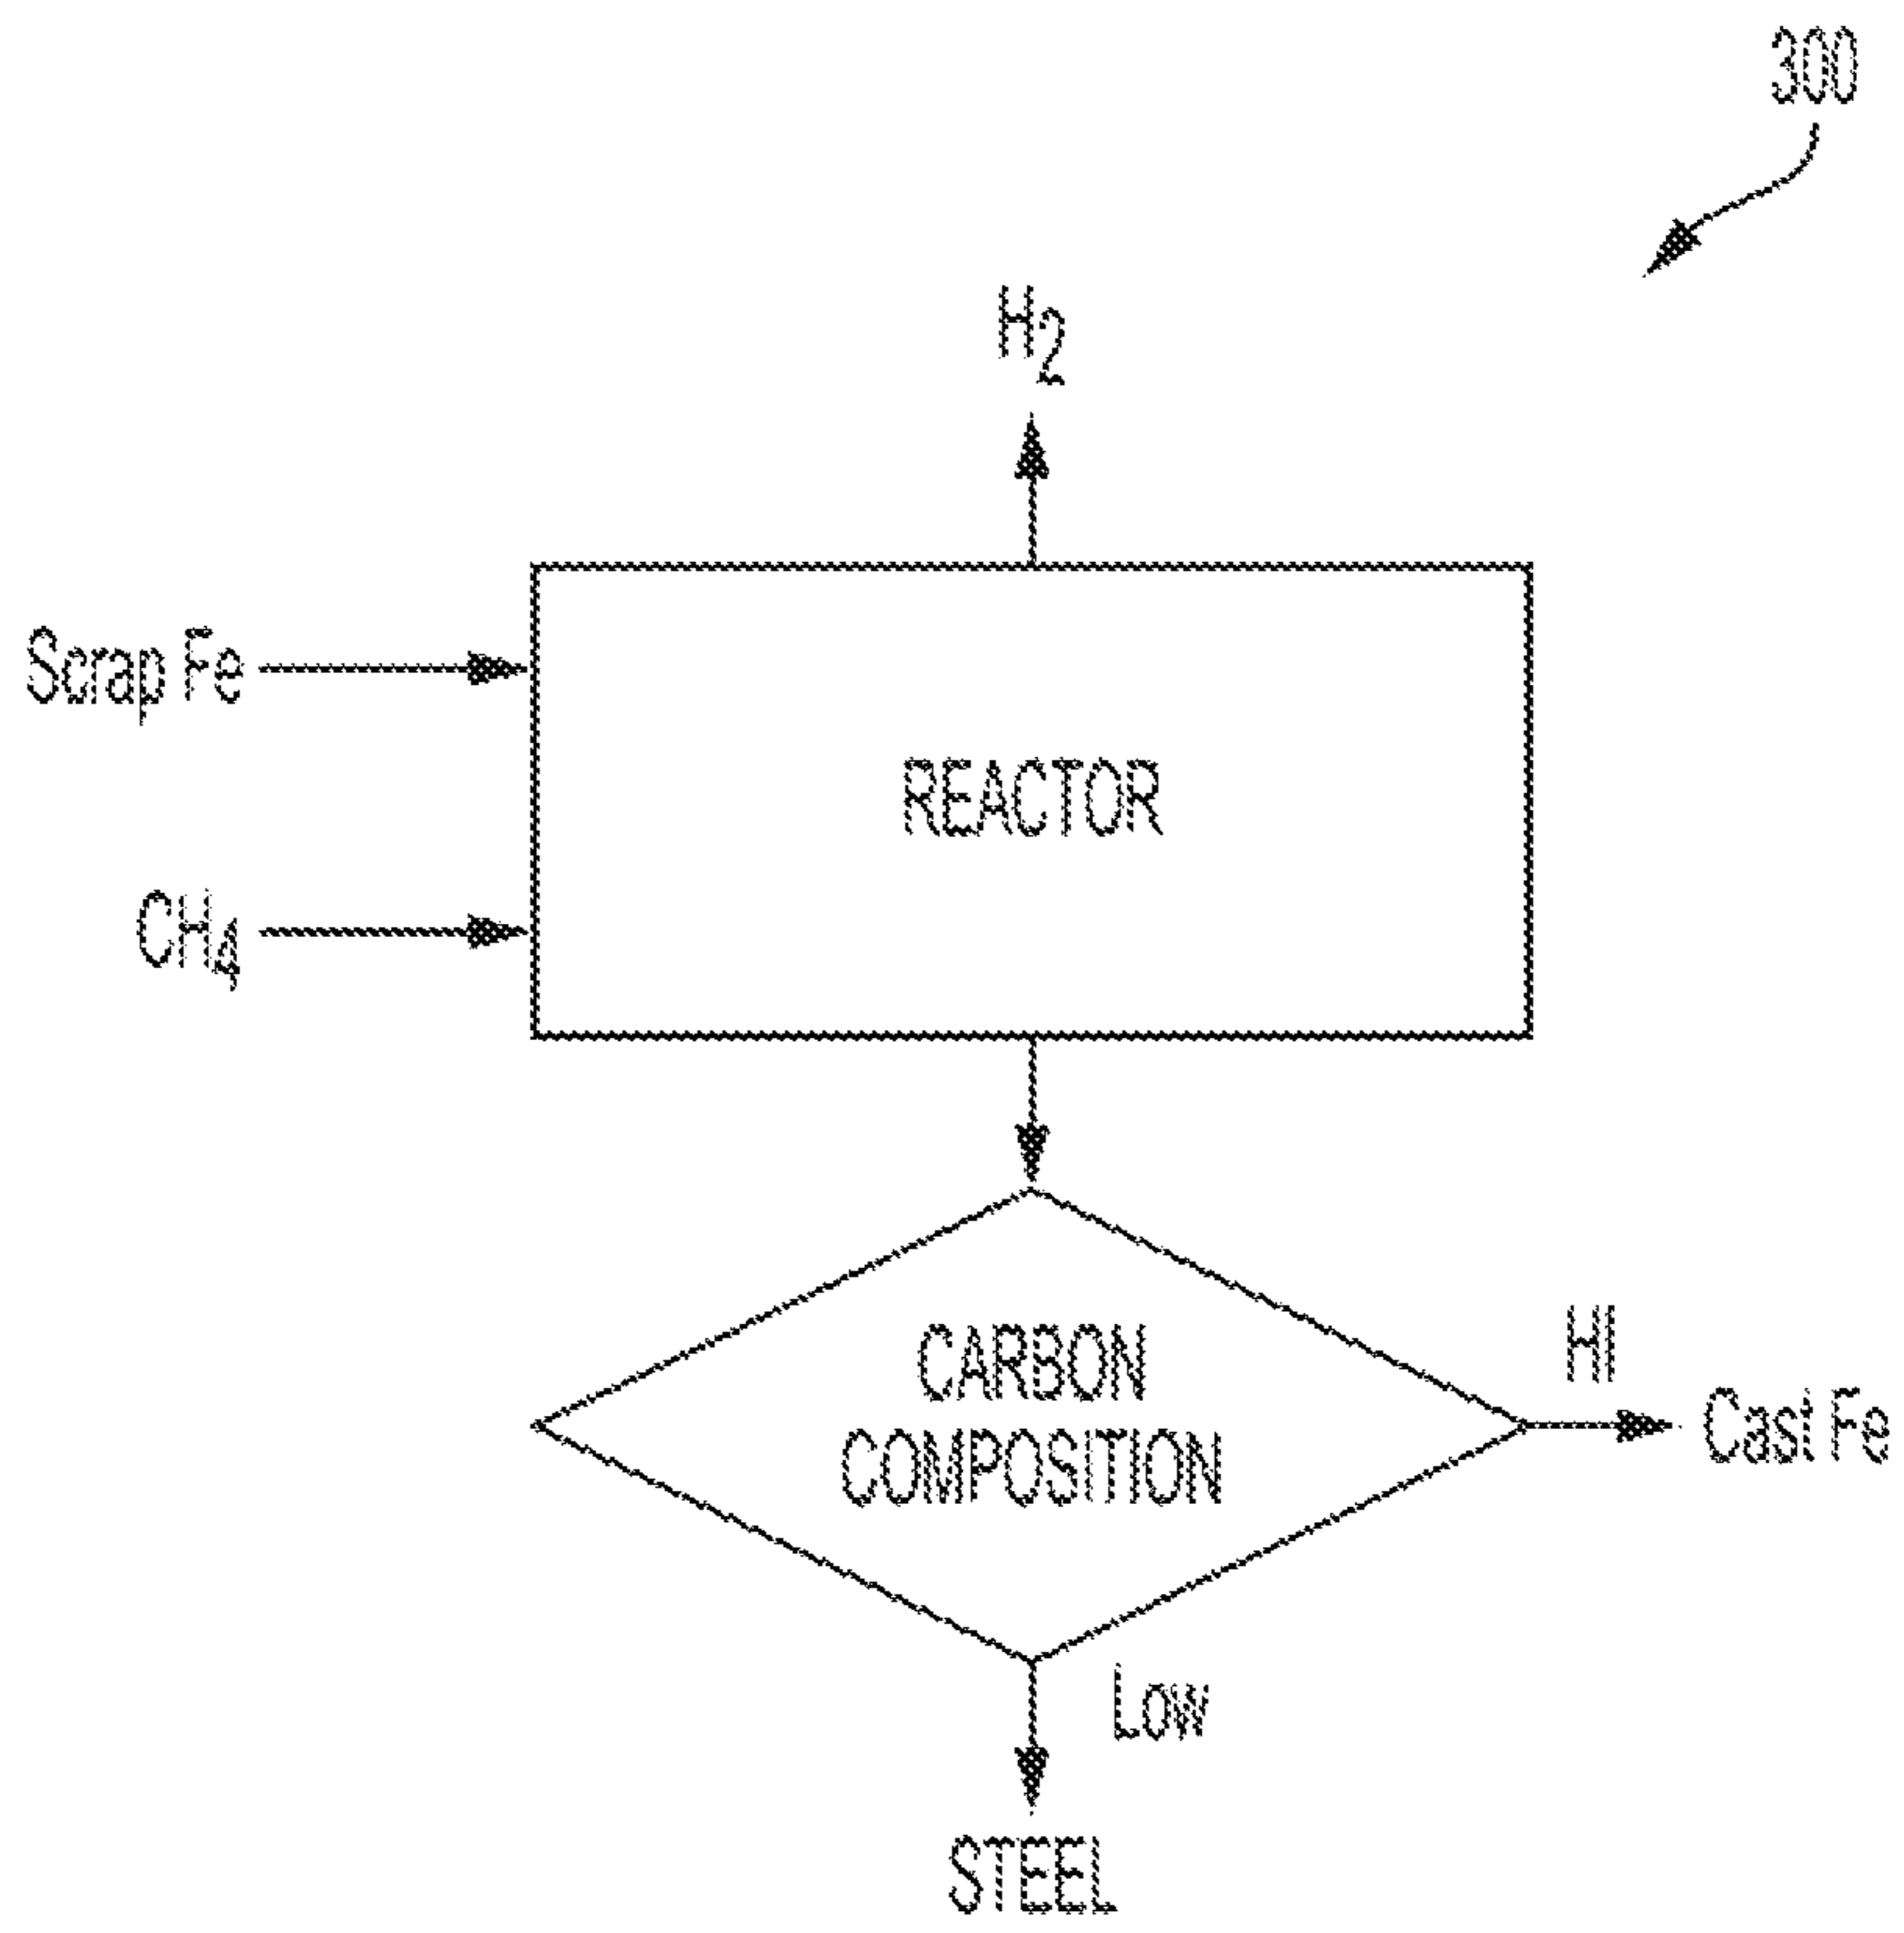 300
H2
Scrap Fe
REACTOR
CH4
CARBON
COMPOSITION
HI
Cast Fe
Low
STEEL